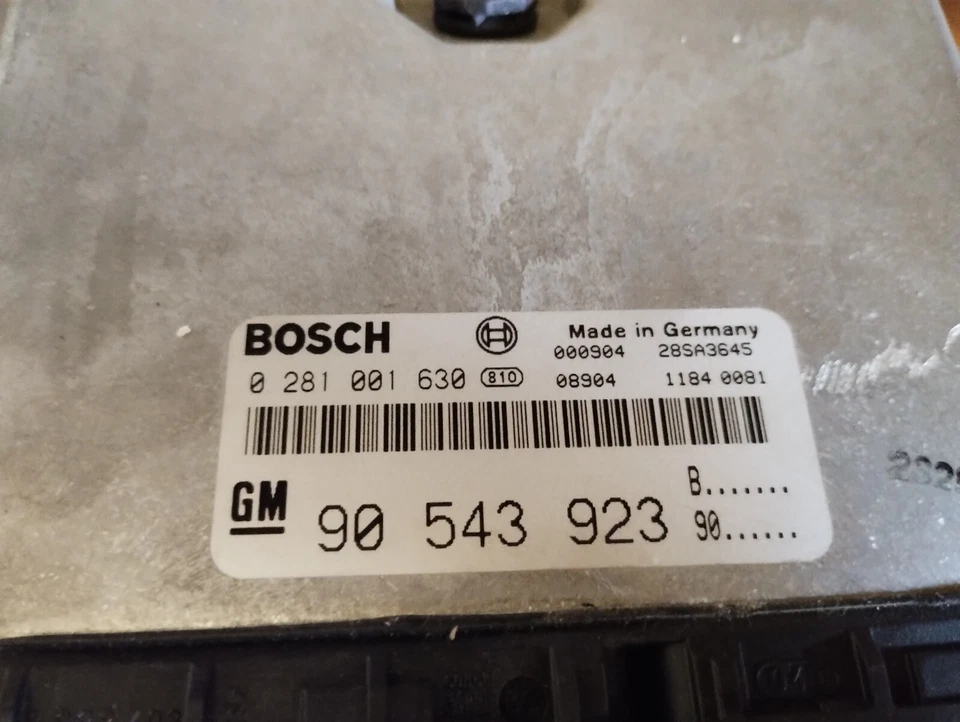 BOSCH
Made in Germany
000904 28SA3645
0 281 001 630 810 08904 1184 0081
GM
90 543 923
B.......
90......